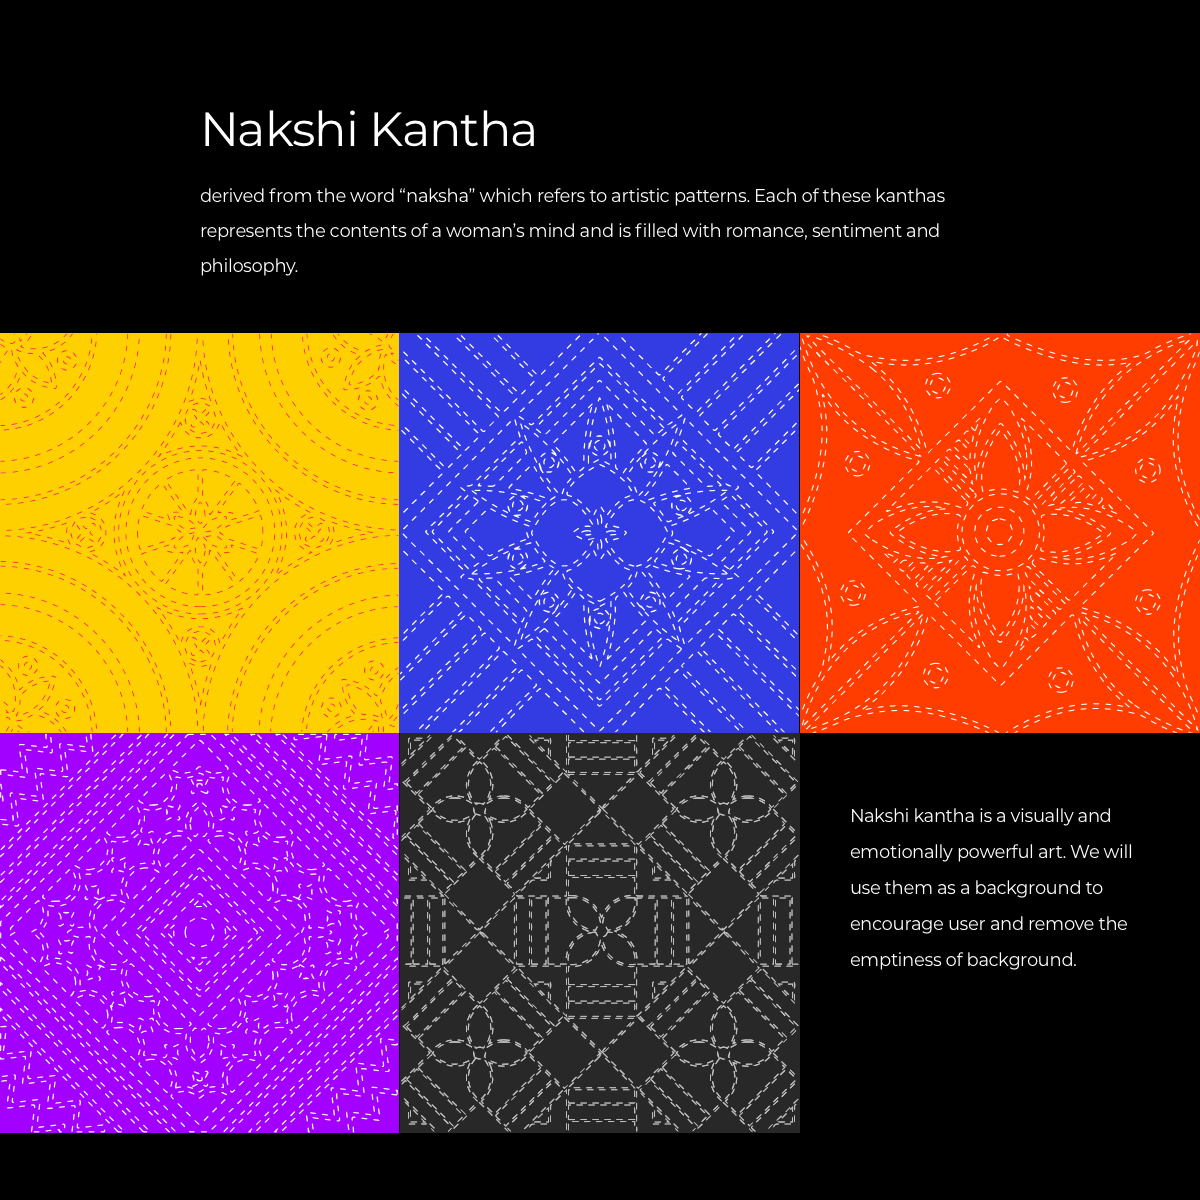 Nakshi Kantha
derived from the word “naksha” which refers to artistic patterns. Each of these kanthas
represents the contents of a woman’s mind and is filled with romance, sentiment and
philosophy.
Nakshi kantha is a visually and
emotionally powerful art. We will
use them as a background to
encourage user and remove the
emptiness of background.